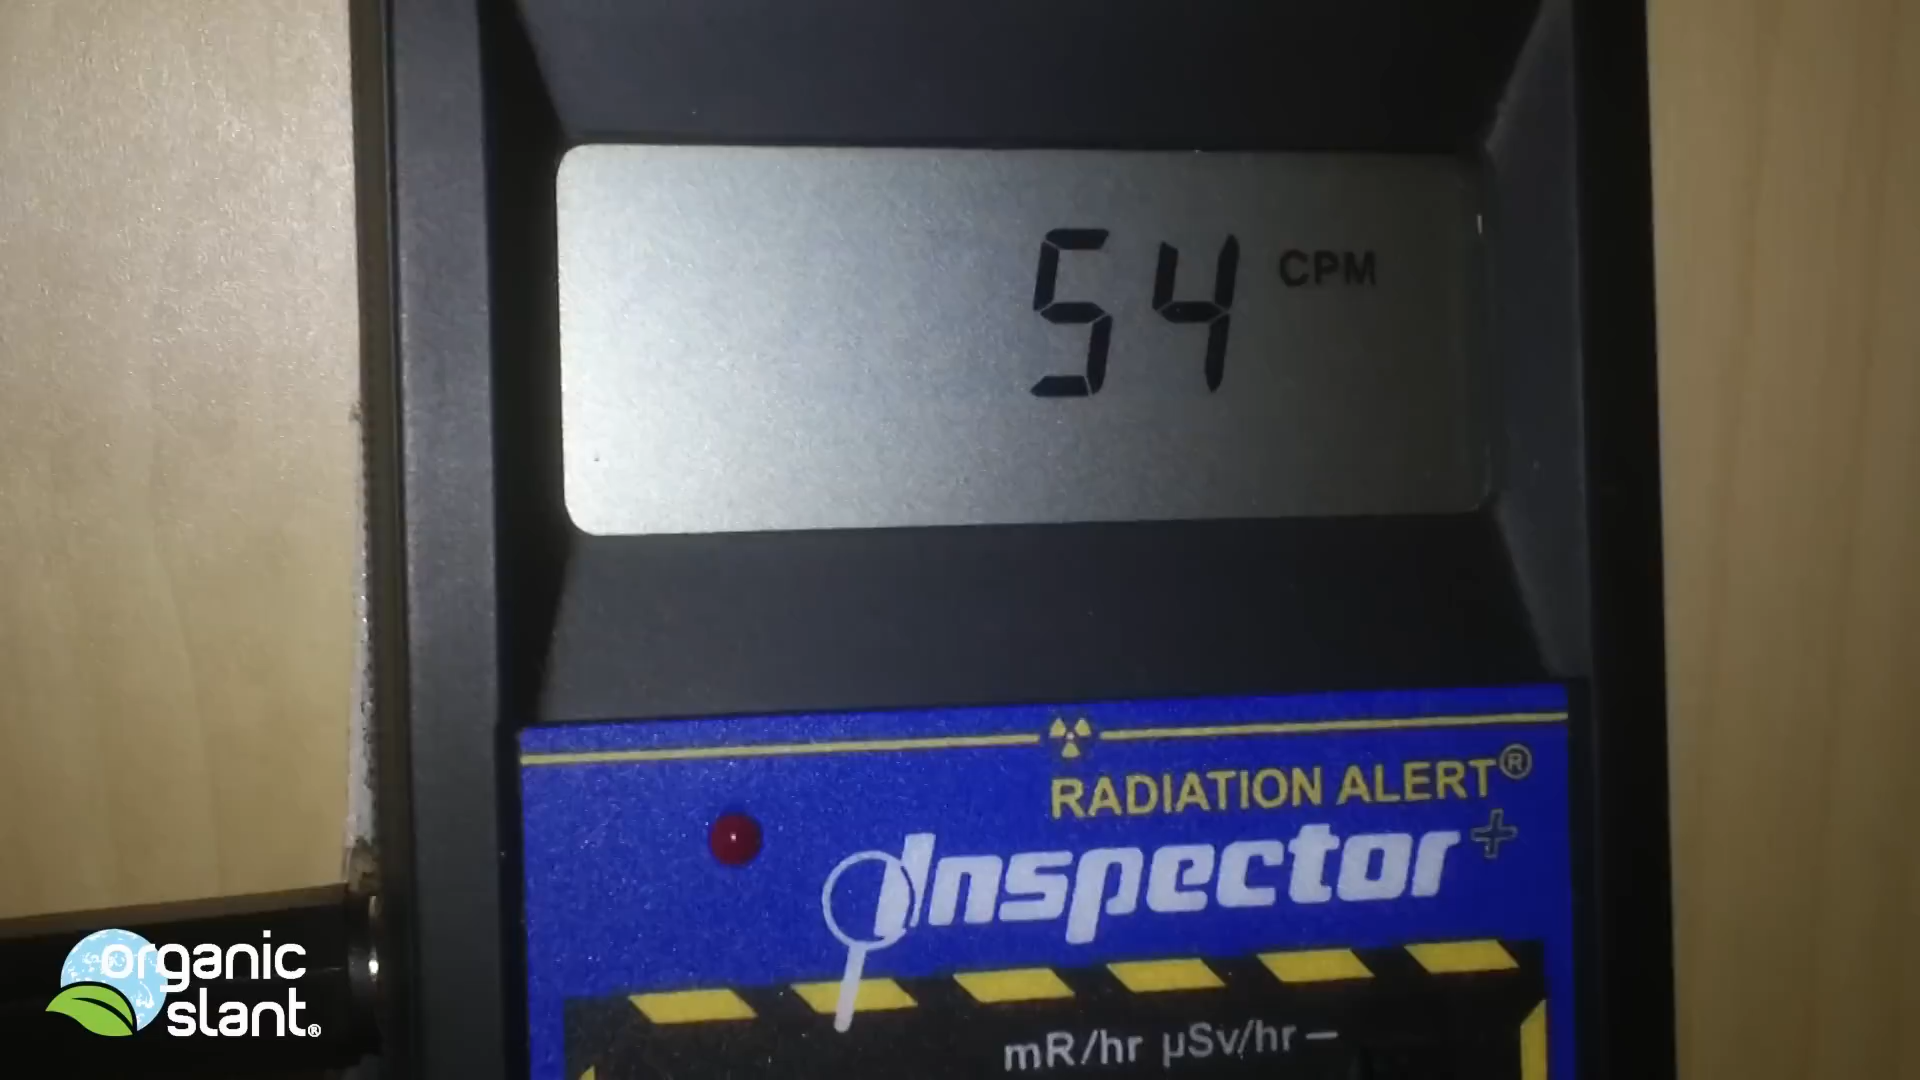 54 CPM
RADIATION ALERT®
Inspector+
mR/hr µSv/hr –
organic
slant®